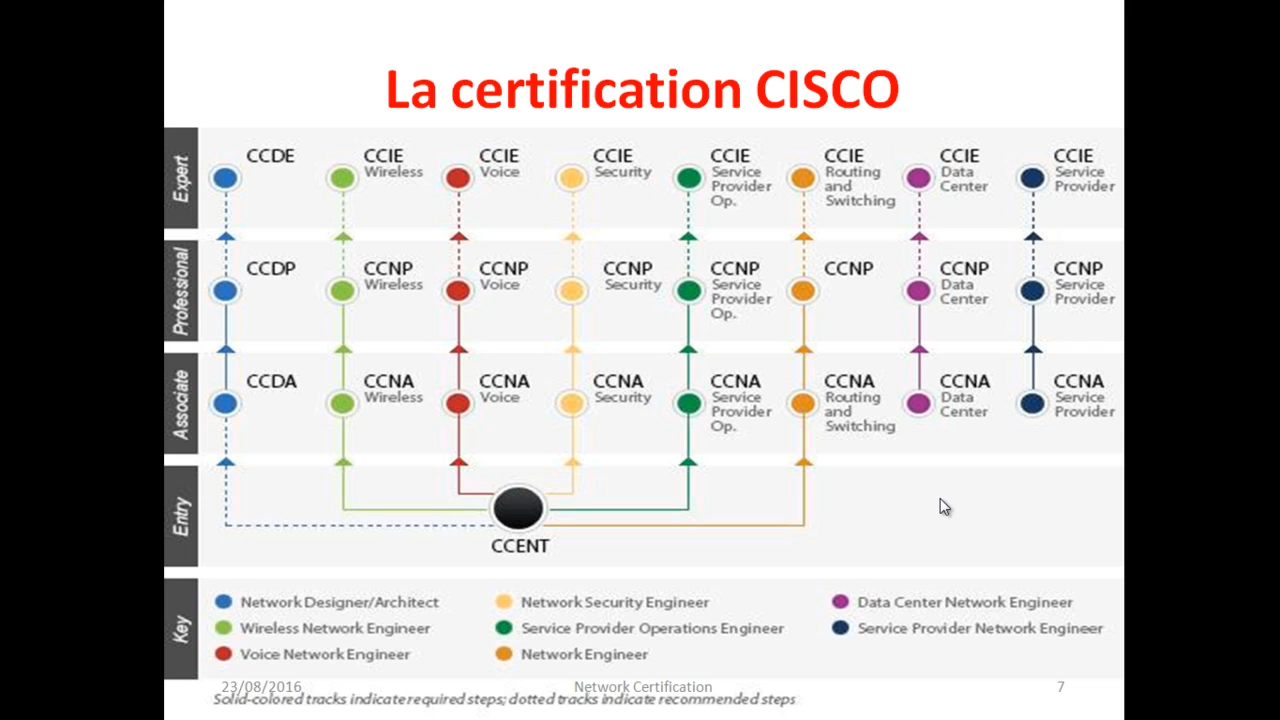 La certification CISCO
Expert
CCDE
CCIE
Wireless
CCIE
Voice
CCIE
Security
CCIE
Service
Provider
Op.
CCIE
Routing
and
Switching
CCIE
Data
Center
CCIE
Service
Provider
Professional
CCDP
CCNP
Wireless
CCNP
Voice
CCNP
Security
CCNP
Service
Provider
Op.
CCNP
CCNP
Data
Center
CCNP
Service
Provider
Associate
CCDA
CCNA
Wireless
CCNA
Voice
CCNA
Security
CCNA
Service
Provider
Op.
CCNA
Routing
and
Switching
CCNA
Data
Center
CCNA
Service
Provider
Entry
CCENT
Key
Network Designer/Architect
Wireless Network Engineer
Voice Network Engineer
Network Security Engineer
Service Provider Operations Engineer
Network Engineer
Data Center Network Engineer
Service Provider Network Engineer
23/08/2016
Network Certification
7
Solid-colored tracks indicate required steps; dotted tracks indicate recommended steps